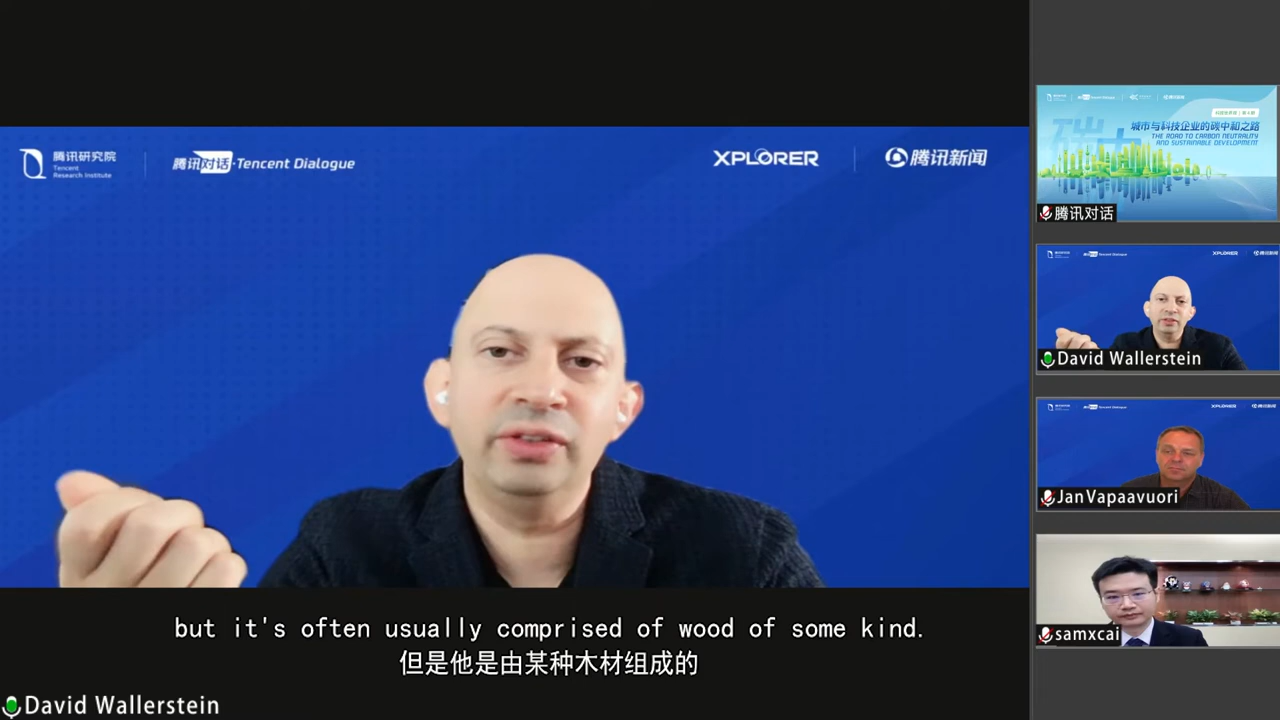 腾讯研究院
Tencent
Research Institute
腾讯对话·Tencent Dialogue
XPLORER
腾讯新闻
but it's often usually comprised of wood of some kind.
但是他是由某种木材组成的
David Wallerstein
城市与科技企业的碳中和之路
THE ROAD TO CARBON NEUTRALITY
AND SUSTAINABLE DEVELOPMENT
腾讯对话
XPLORER
David Wallerstein
XPLORER
JanVapaavuori
samxcai